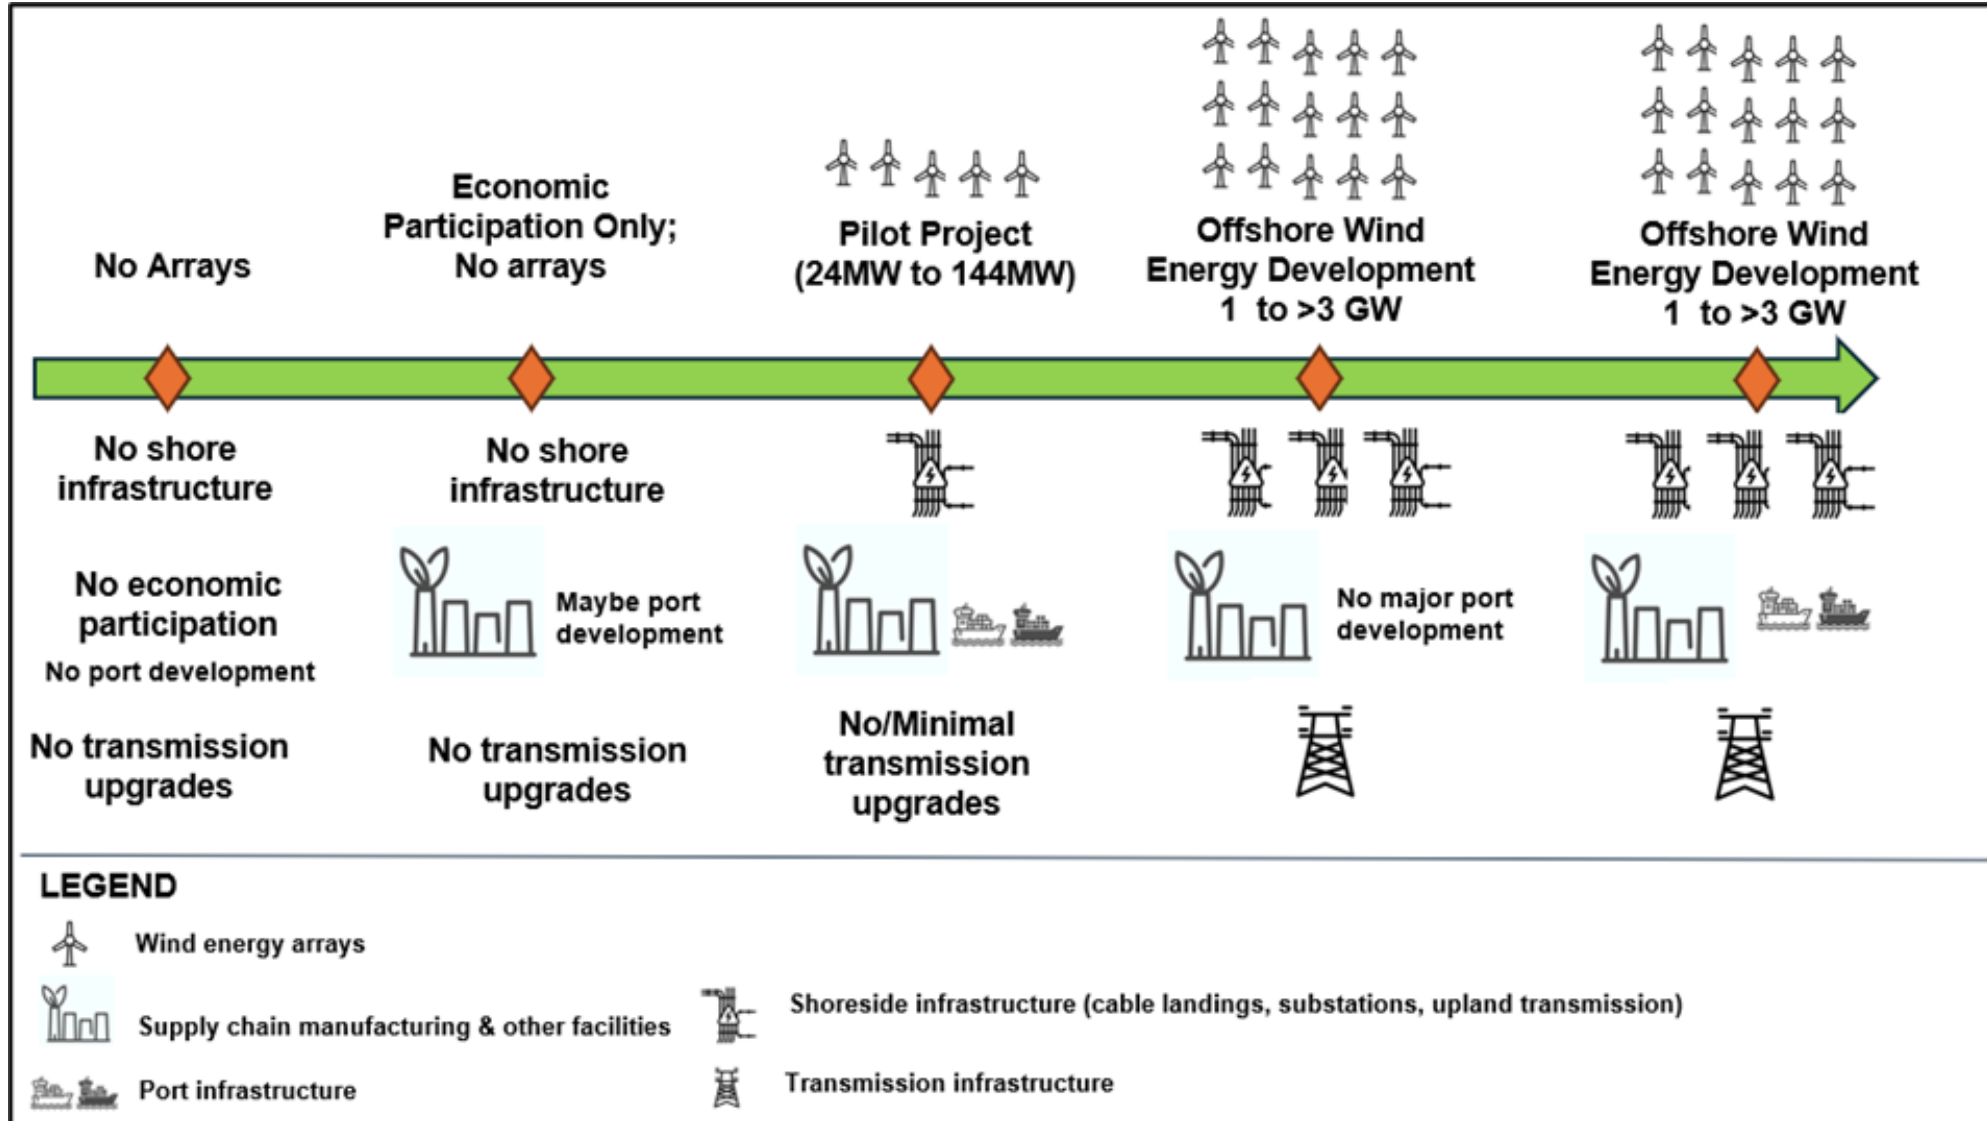 No Arrays
Economic
Participation Only;
No arrays
Pilot Project
(24MW to 144MW)
Offshore Wind
Energy Development
1 to >3 GW
Offshore Wind
Energy Development
1 to >3 GW
No shore
infrastructure
No shore
infrastructure
No economic
participation
No port development
Maybe port
development
No major port
development
No transmission
upgrades
No transmission
upgrades
No/Minimal
transmission
upgrades
LEGEND
Wind energy arrays
Supply chain manufacturing & other facilities
Port infrastructure
Shoreside infrastructure (cable landings, substations, upland transmission)
Transmission infrastructure